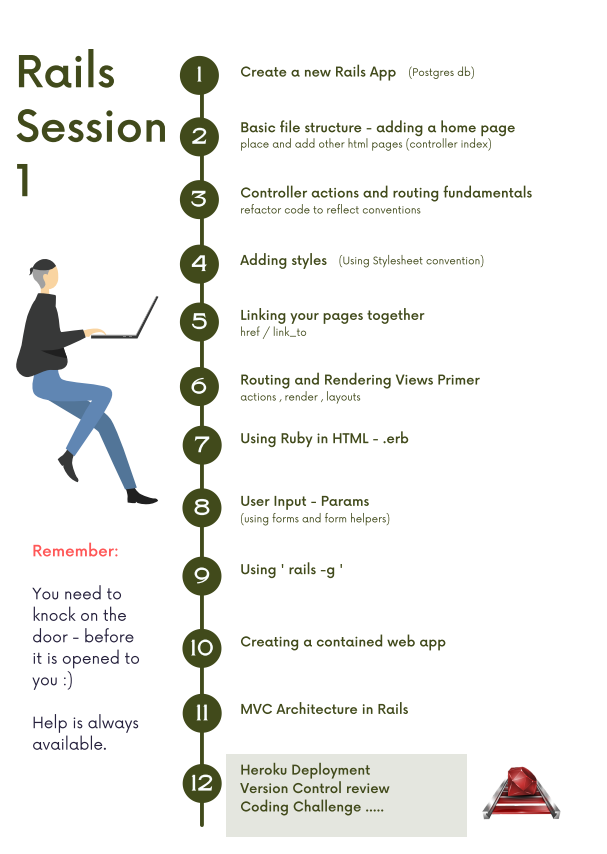 Rails
Session
1
1
Create a new Rails App (Postgres db)
2
Basic file structure - adding a home page
place and add other html pages (controller index)
3
Controller actions and routing fundamentals
refactor code to reflect conventions
4
Adding styles (Using Stylesheet convention)
5
Linking your pages together
href / link_to
6
Routing and Rendering Views Primer
actions , render , layouts
7
Using Ruby in HTML - .erb
8
User Input - Params
(using forms and form helpers)
9
Using ' rails -g '
10
Creating a contained web app
11
MVC Architecture in Rails
12
Heroku Deployment
Version Control review
Coding Challenge .....
Remember:
You need to
knock on the
door - before
it is opened to
you :)
Help is always
available.